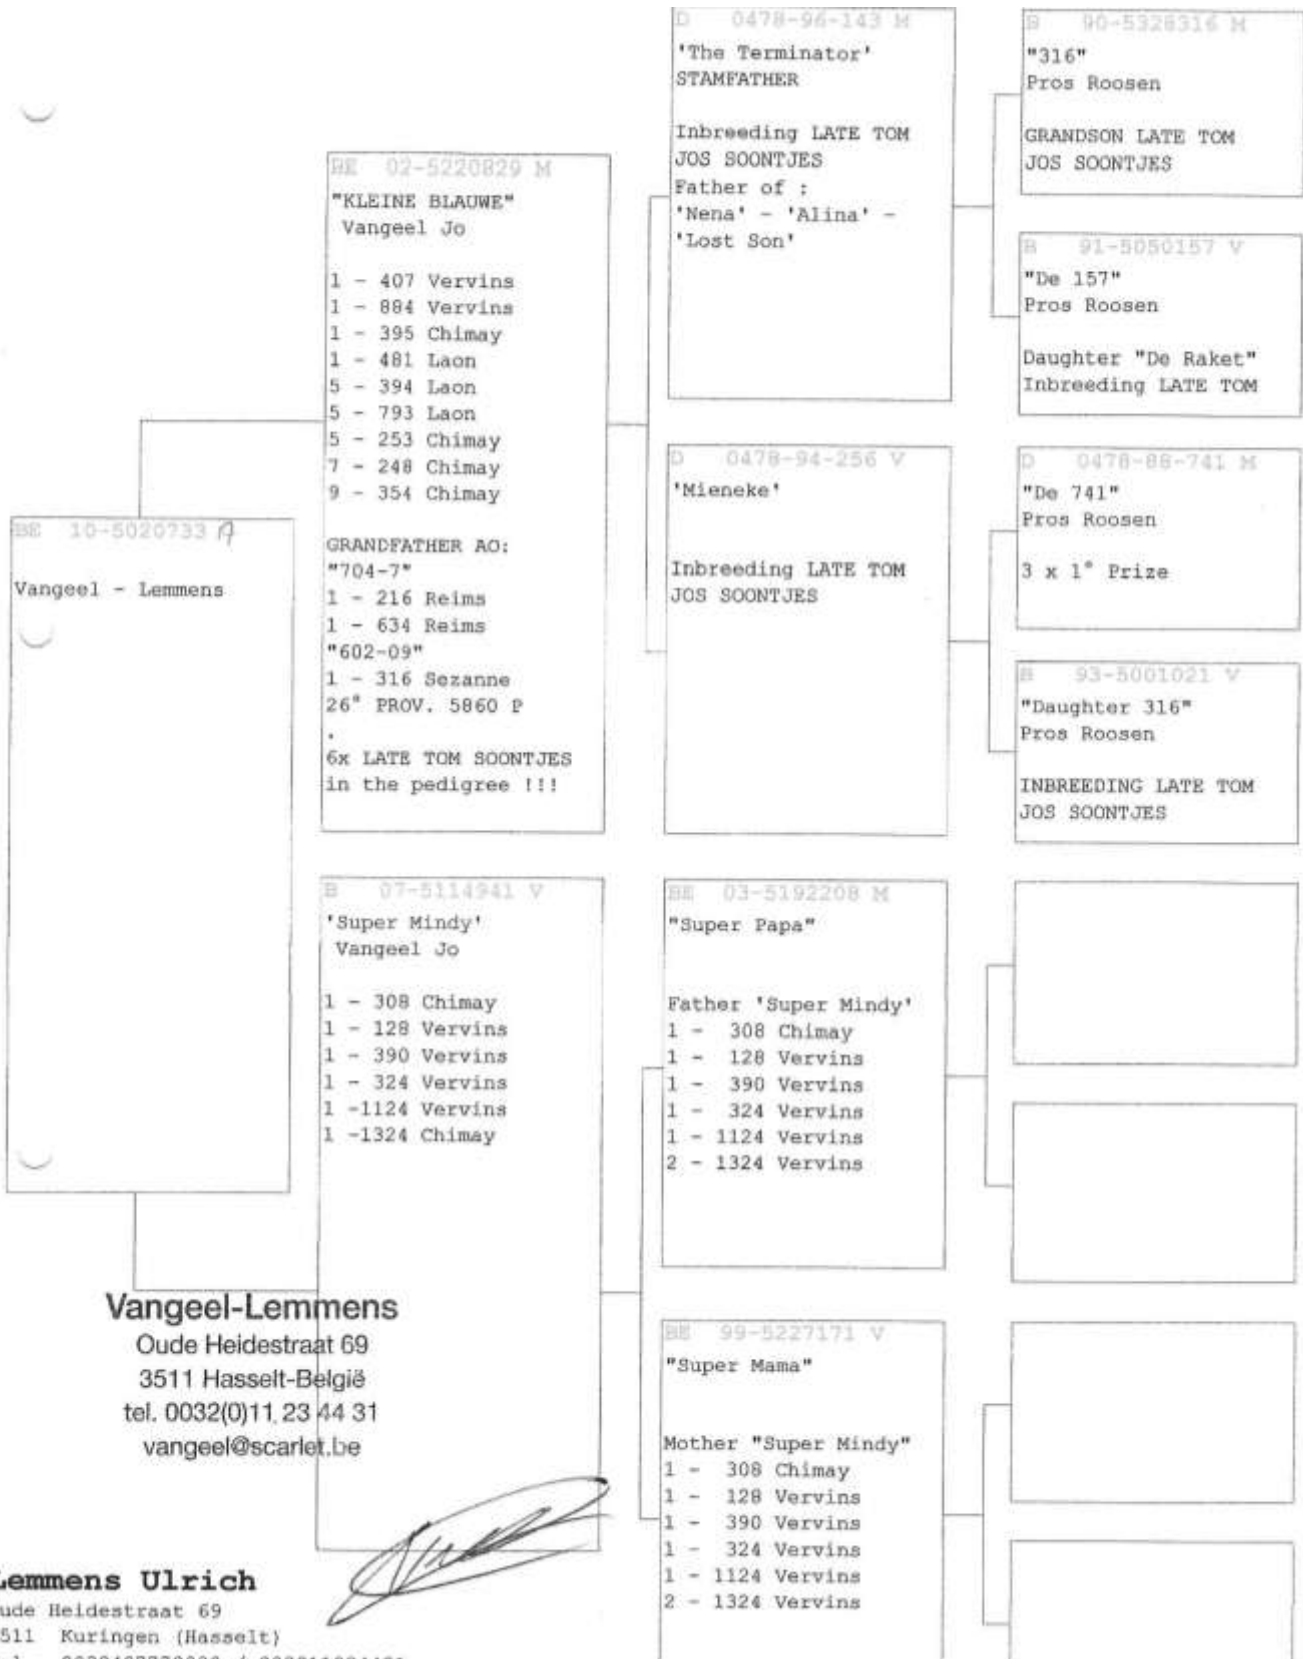 BE 10-5020733
Vangeel - Lemmens
BE 02-5220829 M
"KLEINE BLAUWE"
Vangeel Jo
1 - 407 Vervins
1 - 884 Vervins
1 - 395 Chimay
1 - 481 Laon
5 - 394 Laon
5 - 793 Laon
5 - 253 Chimay
7 - 248 Chimay
9 - 354 Chimay
GRANDFATHER AO:
"704-7"
1 - 216 Reims
1 - 634 Reims
"602-09"
1 - 316 Sezanne
26° PROV. 5860 P
.
6x LATE TOM SOONTJES
in the pedigree !!!
B 07-5114941 V
'Super Mindy'
Vangeel Jo
1 - 308 Chimay
1 - 128 Vervins
1 - 390 Vervins
1 - 324 Vervins
1 -1124 Vervins
1 -1324 Chimay
D 0478-96-143 M
'The Terminator'
STAMFATHER
Inbreeding LATE TOM
JOS SOONTJES
Father of :
'Nena' - 'Alina' -
'Lost Son'
D 0478-94-256 V
'Mieneke'
Inbreeding LATE TOM
JOS SOONTJES
BE 03-5192208 M
"Super Papa"
Father 'Super Mindy'
1 - 308 Chimay
1 - 128 Vervins
1 - 390 Vervins
1 - 324 Vervins
1 - 1124 Vervins
2 - 1324 Vervins
BE 99-5227171 V
"Super Mama"
Mother "Super Mindy"
1 - 308 Chimay
1 - 128 Vervins
1 - 390 Vervins
1 - 324 Vervins
1 - 1124 Vervins
2 - 1324 Vervins
B 90-5328316 M
"316"
Pros Roosen
GRANDSON LATE TOM
JOS SOONTJES
B 91-5050157 V
"De 157"
Pros Roosen
Daughter "De Raket"
Inbreeding LATE TOM
D 0478-88-741 M
"De 741"
Pros Roosen
3 x 1° Prize
B 93-5001021 V
"Daughter 316"
Pros Roosen
INBREEDING LATE TOM
JOS SOONTJES
Vangeel-Lemmens
Oude Heidestraat 69
3511 Hasselt-België
tel. 0032(0)11 23 44 31
vangeel@scarlet.be
Lemmens Ulrich
ude Heidestraat 69
511 Kuringen (Hasselt)